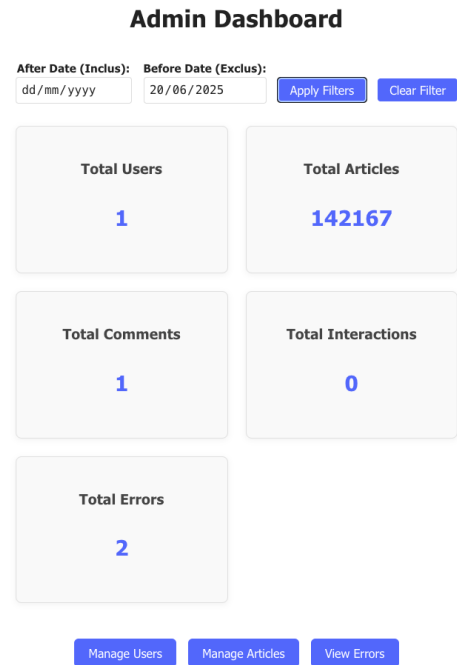 Admin Dashboard
After Date (Inclus): Before Date (Exclus):
dd/mm/yyyy 20/06/2025 Apply Filters Clear Filter
Total Users Total Articles
1 142167
Total Comments Total Interactions
1 0
Total Errors
2
Manage Users Manage Articles View Errors